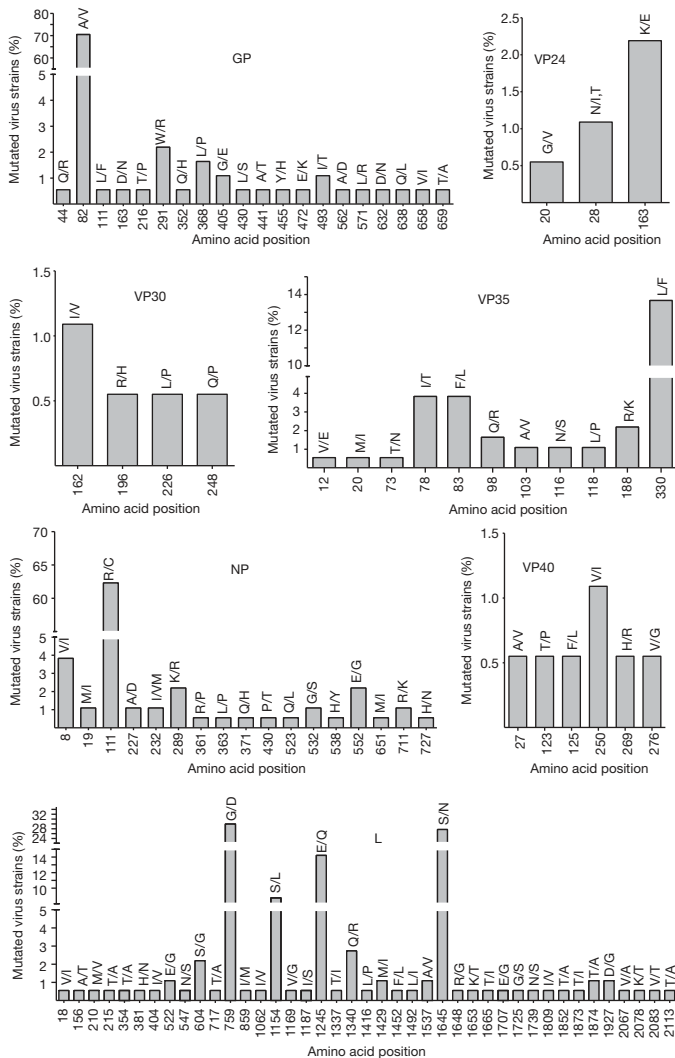 Mutated virus strains (%)
80
70
60
5
4
3
2
1
GP
Q/R A/V L/F D/N T/P W/R Q/H L/P G/E L/S A/T Y/H E/K I/T A/D L/R D/N Q/L V/I T/A
44 82 111 163 216 291 352 368 405 430 441 455 472 493 562 571 632 638 658 659
Amino acid position
Mutated virus strains (%)
2.5
2.0
1.5
1.0
0.5
VP24
G/V N/I,T K/E
20 28 163
Amino acid position
Mutated virus strains (%)
1.5
1.0
0.5
VP30
I/V R/H L/P Q/P
162 196 226 248
Amino acid position
Mutated virus strains (%)
14
12
10
4
3
2
1
VP35
V/E M/I T/N I/T F/L Q/R A/V N/S L/P R/K L/F
12 20 73 78 83 98 103 116 118 188 330
Amino acid position
Mutated virus strains (%)
70
65
60
5
4
3
2
1
NP
V/I M/I R/C A/D I/VM K/R R/P L/P Q/H P/T Q/L G/S H/Y E/G M/I R/K H/N
8 19 111 227 232 289 361 363 371 430 523 532 538 552 651 711 727
Amino acid position
Mutated virus strains (%)
1.5
1.0
0.5
VP40
A/V T/P F/L V/I H/R V/G
27 123 125 250 269 276
Amino acid position
Mutated virus strains (%)
32
28
24
14
10
5
4
3
2
1
L
V/I A/T M/V T/A T/A H/N I/V E/G N/S S/G T/A G/D I/M I/V S/L V/G I/S E/Q T/I Q/R L/P M/I F/L L/I A/V S/N R/G K/T T/I E/G G/S N/S I/V T/A T/I T/A D/G V/A K/T V/T T/A
18 156 210 215 354 381 404 522 547 604 717 759 859 1062 1154 1169 1187 1245 1337 1340 1416 1429 1452 1492 1537 1645 1648 1653 1665 1707 1725 1739 1809 1852 1873 1874 1927 2067 2078 2083 2113
Amino acid position